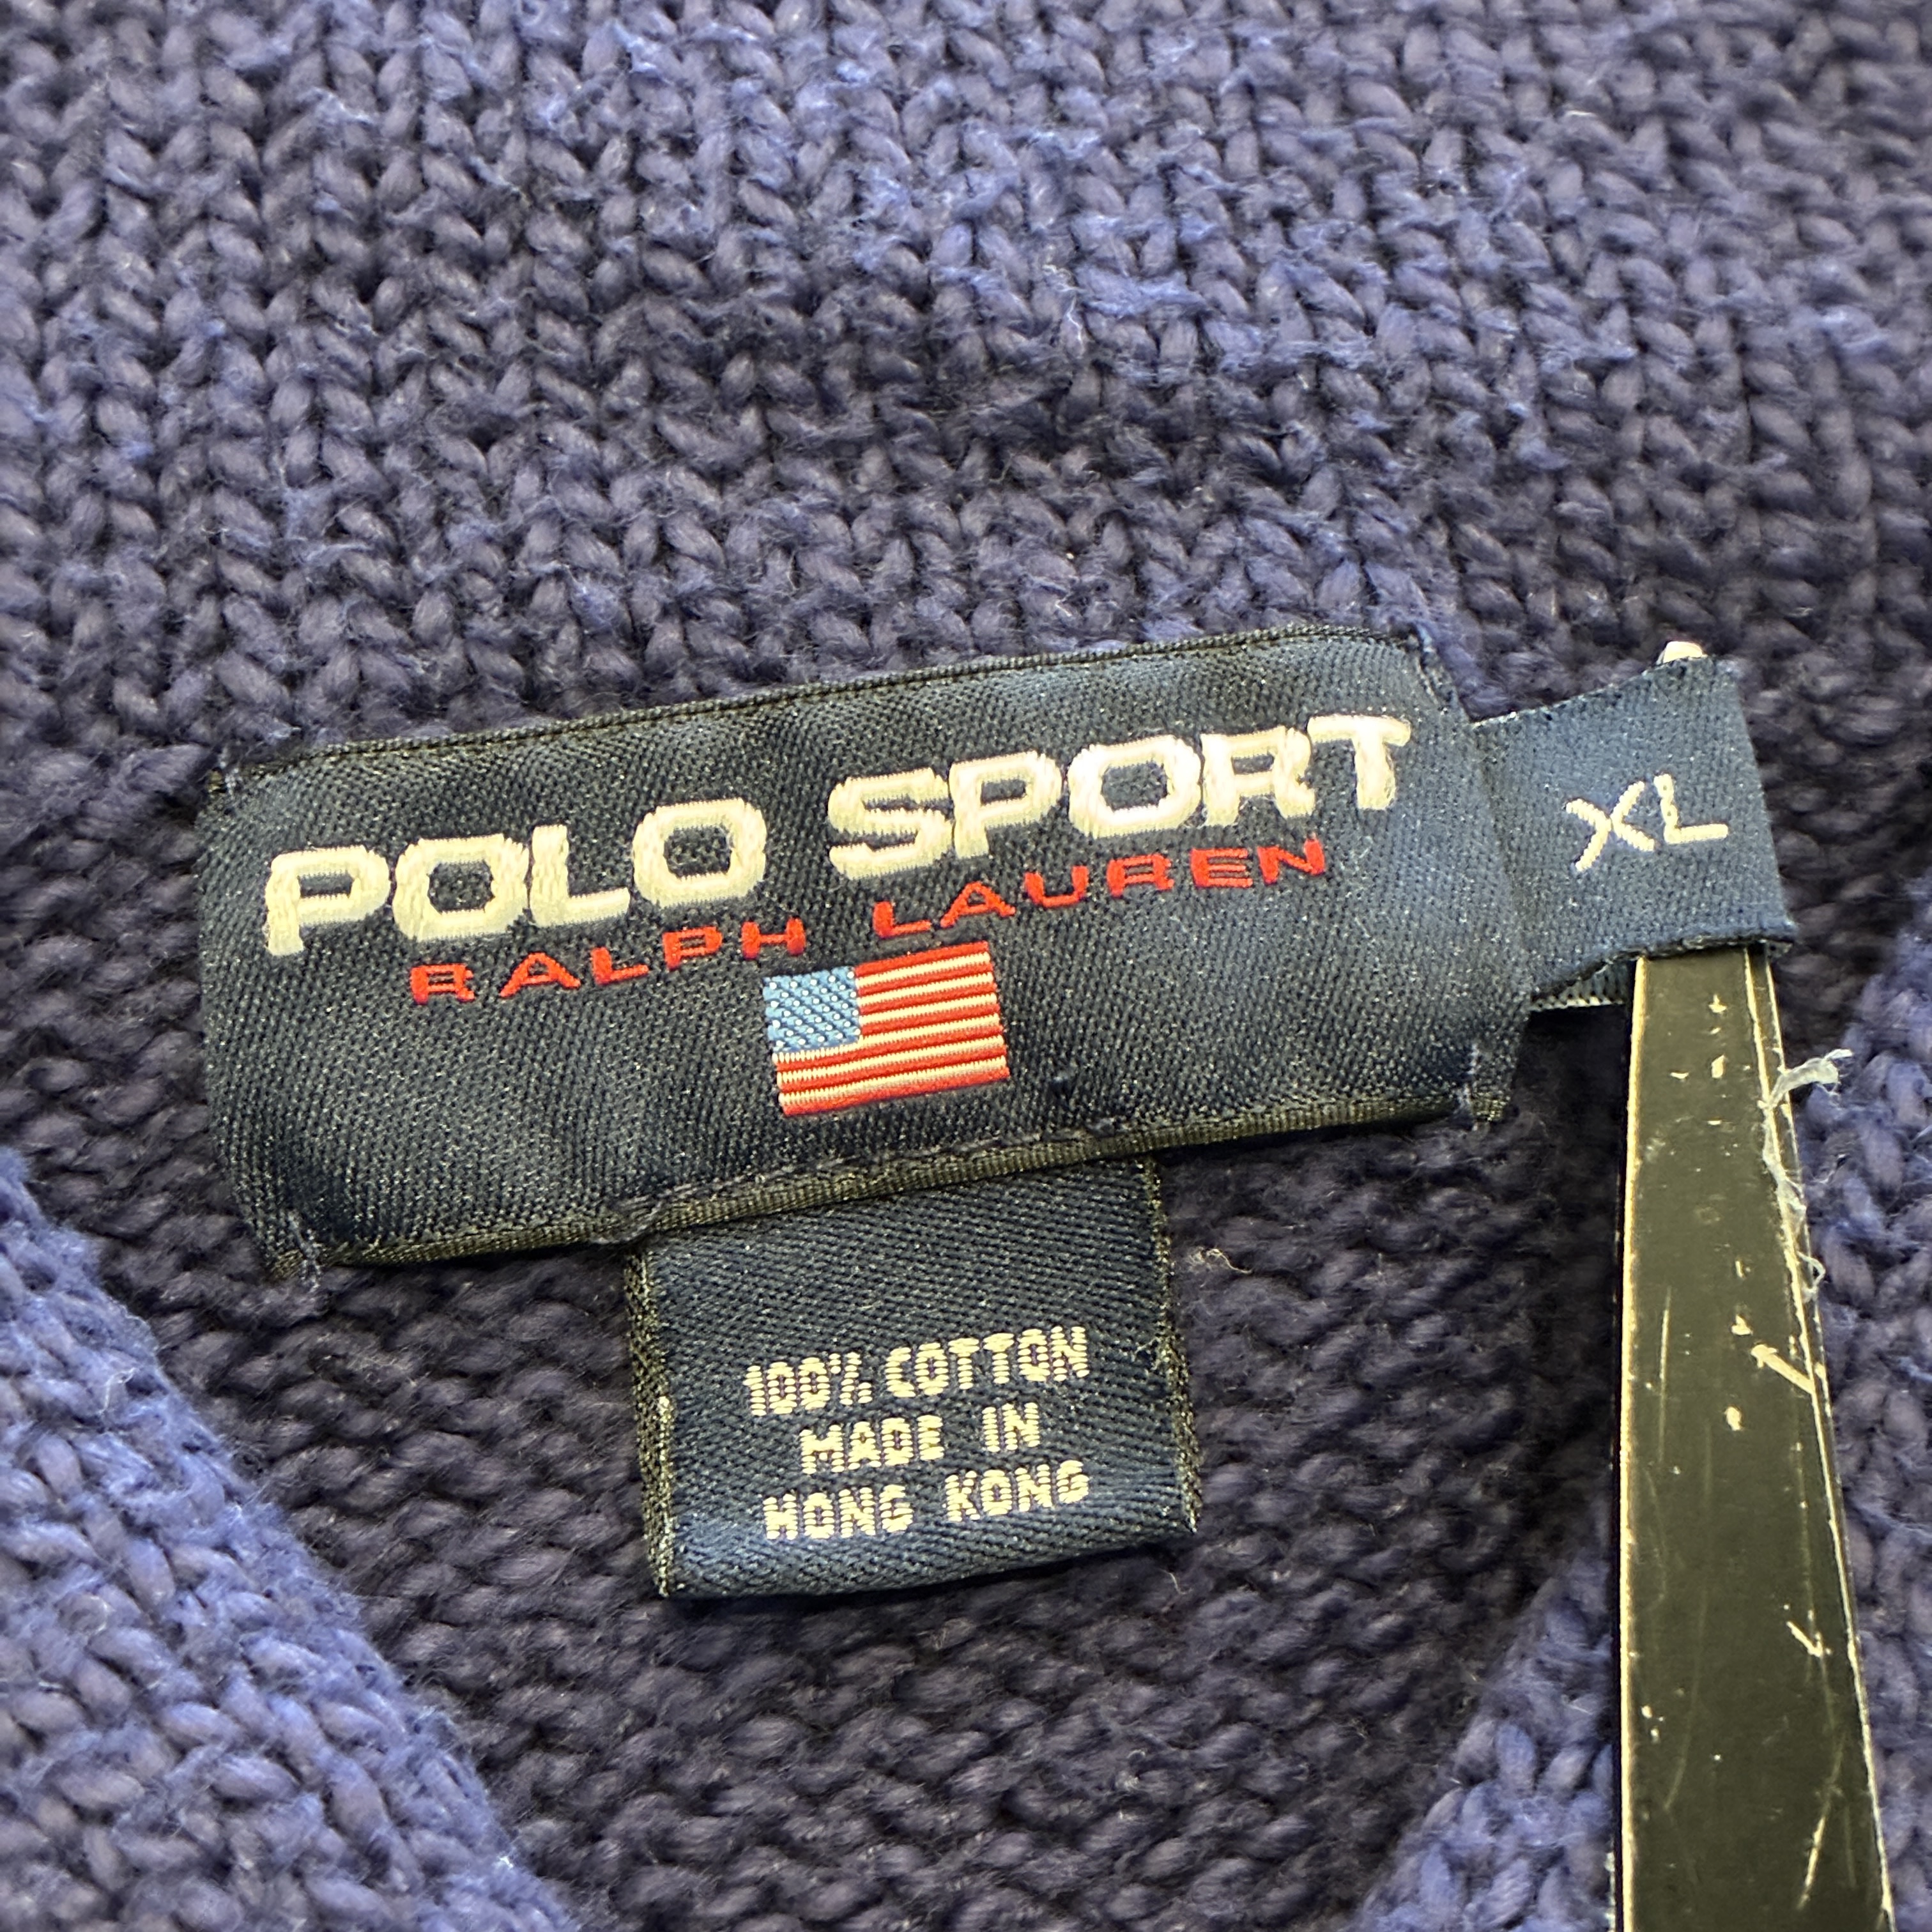 POLO SPORT
RALPH LAUREN
XL
100% COTTON
MADE IN
HONG KONG